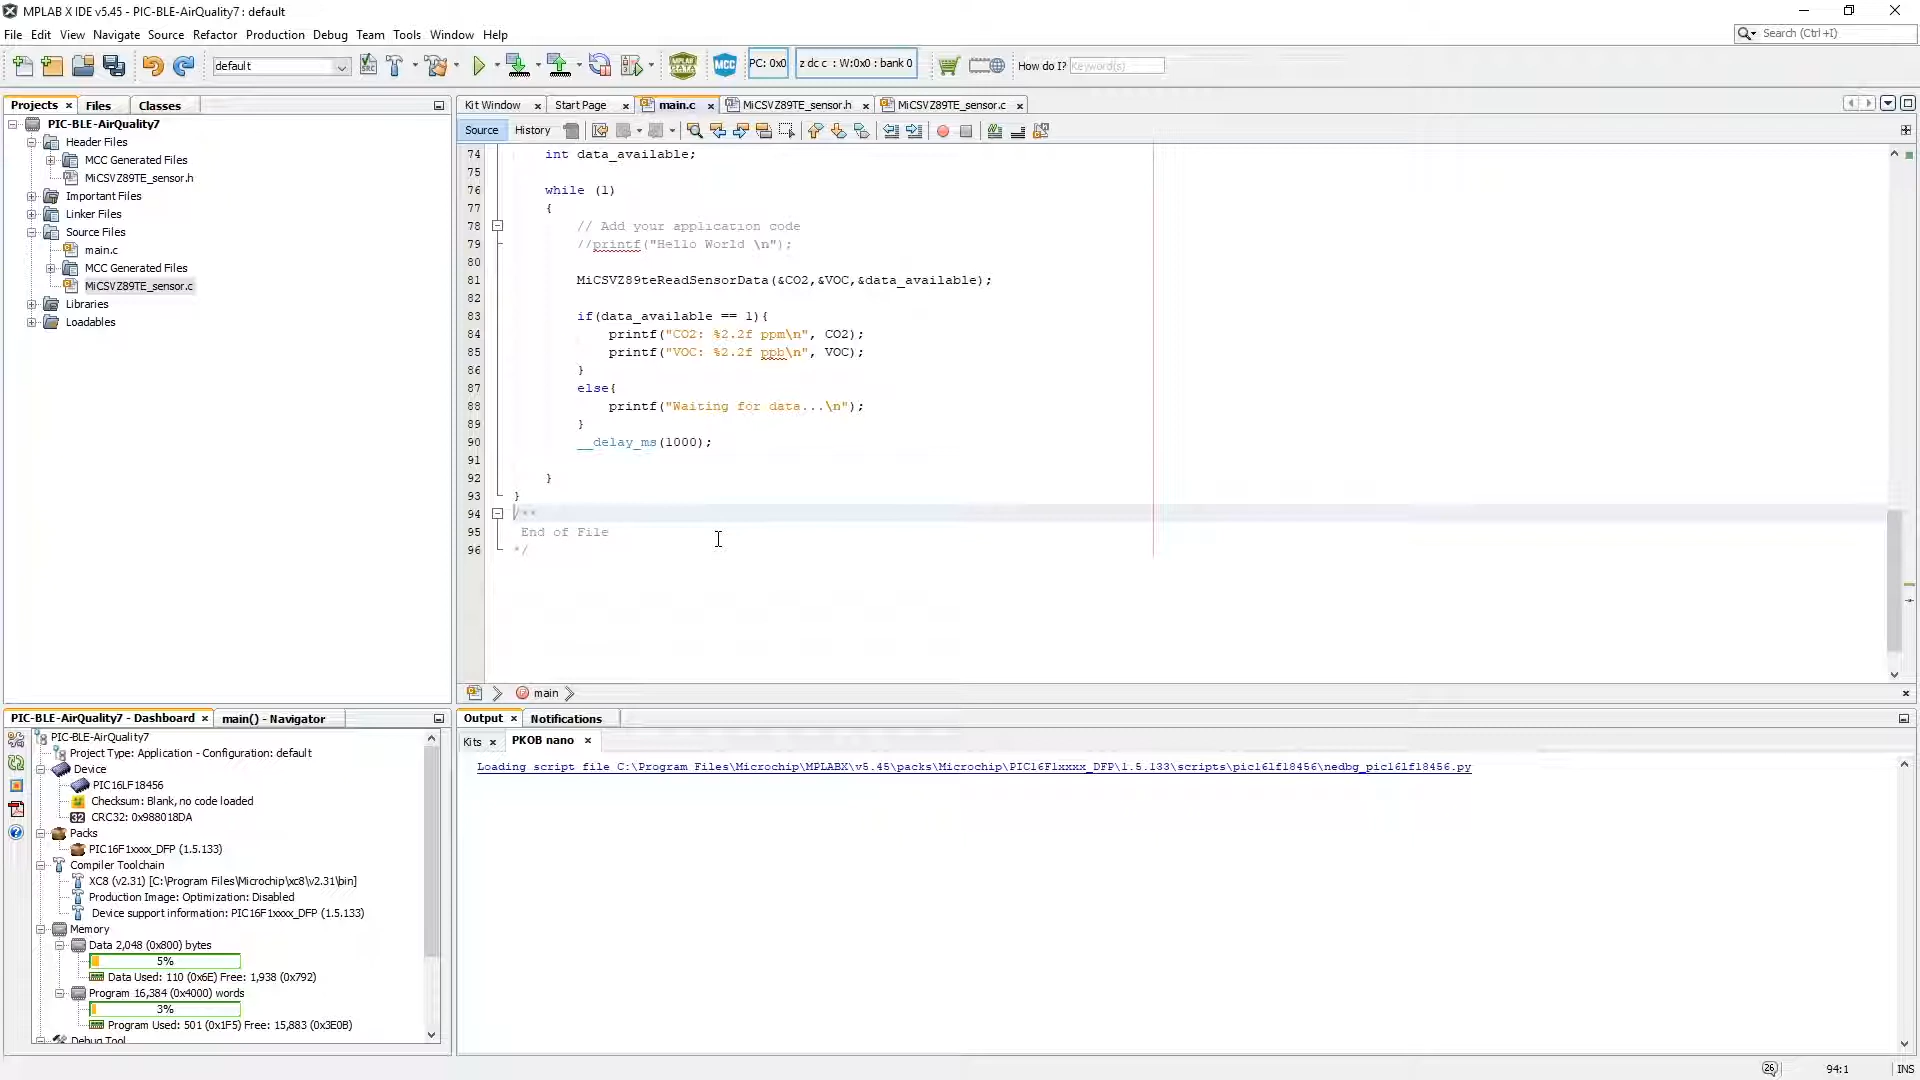 MPLAB X IDE v5.45 - PIC-BLE-AirQuality7 : default
File Edit View Navigate Source Refactor Production Debug Team Tools Window Help
Search (Ctrl+I)
default
PC: 0x0
z dc c : W:0x0 : bank 0
How do I? Keyword(s)
Projects Files Classes
Kit Window Start Page main.c MiCSVZ89TE_sensor.h MiCSVZ89TE_sensor.c
Source History
PIC-BLE-AirQuality7
Header Files
MCC Generated Files
MiCSVZ89TE_sensor.h
Important Files
Linker Files
Source Files
main.c
MCC Generated Files
MiCSVZ89TE_sensor.c
Libraries
Loadables
74 int data_available;
75
76 while (1)
77 {
78 // Add your application code
79 //printf("Hello World \n");
80
81 MiCSVZ89teReadSensorData(&CO2,&VOC,&data_available);
82
83 if(data_available == 1){
84 printf("CO2: %2.2f ppm\n", CO2);
85 printf("VOC: %2.2f ppb\n", VOC);
86 }
87 else{
88 printf("Waiting for data...\n");
89 }
90 __delay_ms(1000);
91
92 }
93 }
94 /**
95 End of File
96 */
main
PIC-BLE-AirQuality7 - Dashboard main() - Navigator
PIC-BLE-AirQuality7
Project Type: Application - Configuration: default
Device
PIC16LF18456
Checksum: Blank, no code loaded
CRC32: 0x988018DA
Packs
PIC16F1xxxx_DFP (1.5.133)
Compiler Toolchain
XC8 (v2.31) [C:\Program Files\Microchip\xc8\v2.31\bin]
Production Image: Optimization: Disabled
Device support information: PIC16F1xxxx_DFP (1.5.133)
Memory
Data 2,048 (0x800) bytes
5%
Data Used: 110 (0x6E) Free: 1,938 (0x792)
Program 16,384 (0x4000) words
3%
Program Used: 501 (0x1F5) Free: 15,883 (0x3E0B)
Debug Tool
Output Notifications
Kits PKOB nano
Loading script file C:\Program Files\Microchip\MPLABX\v5.45\packs\Microchip\PIC16F1xxxx_DFP\1.5.133\scripts\pic16lf18456\nedbg_pic16lf18456.py
26 94:1 INS